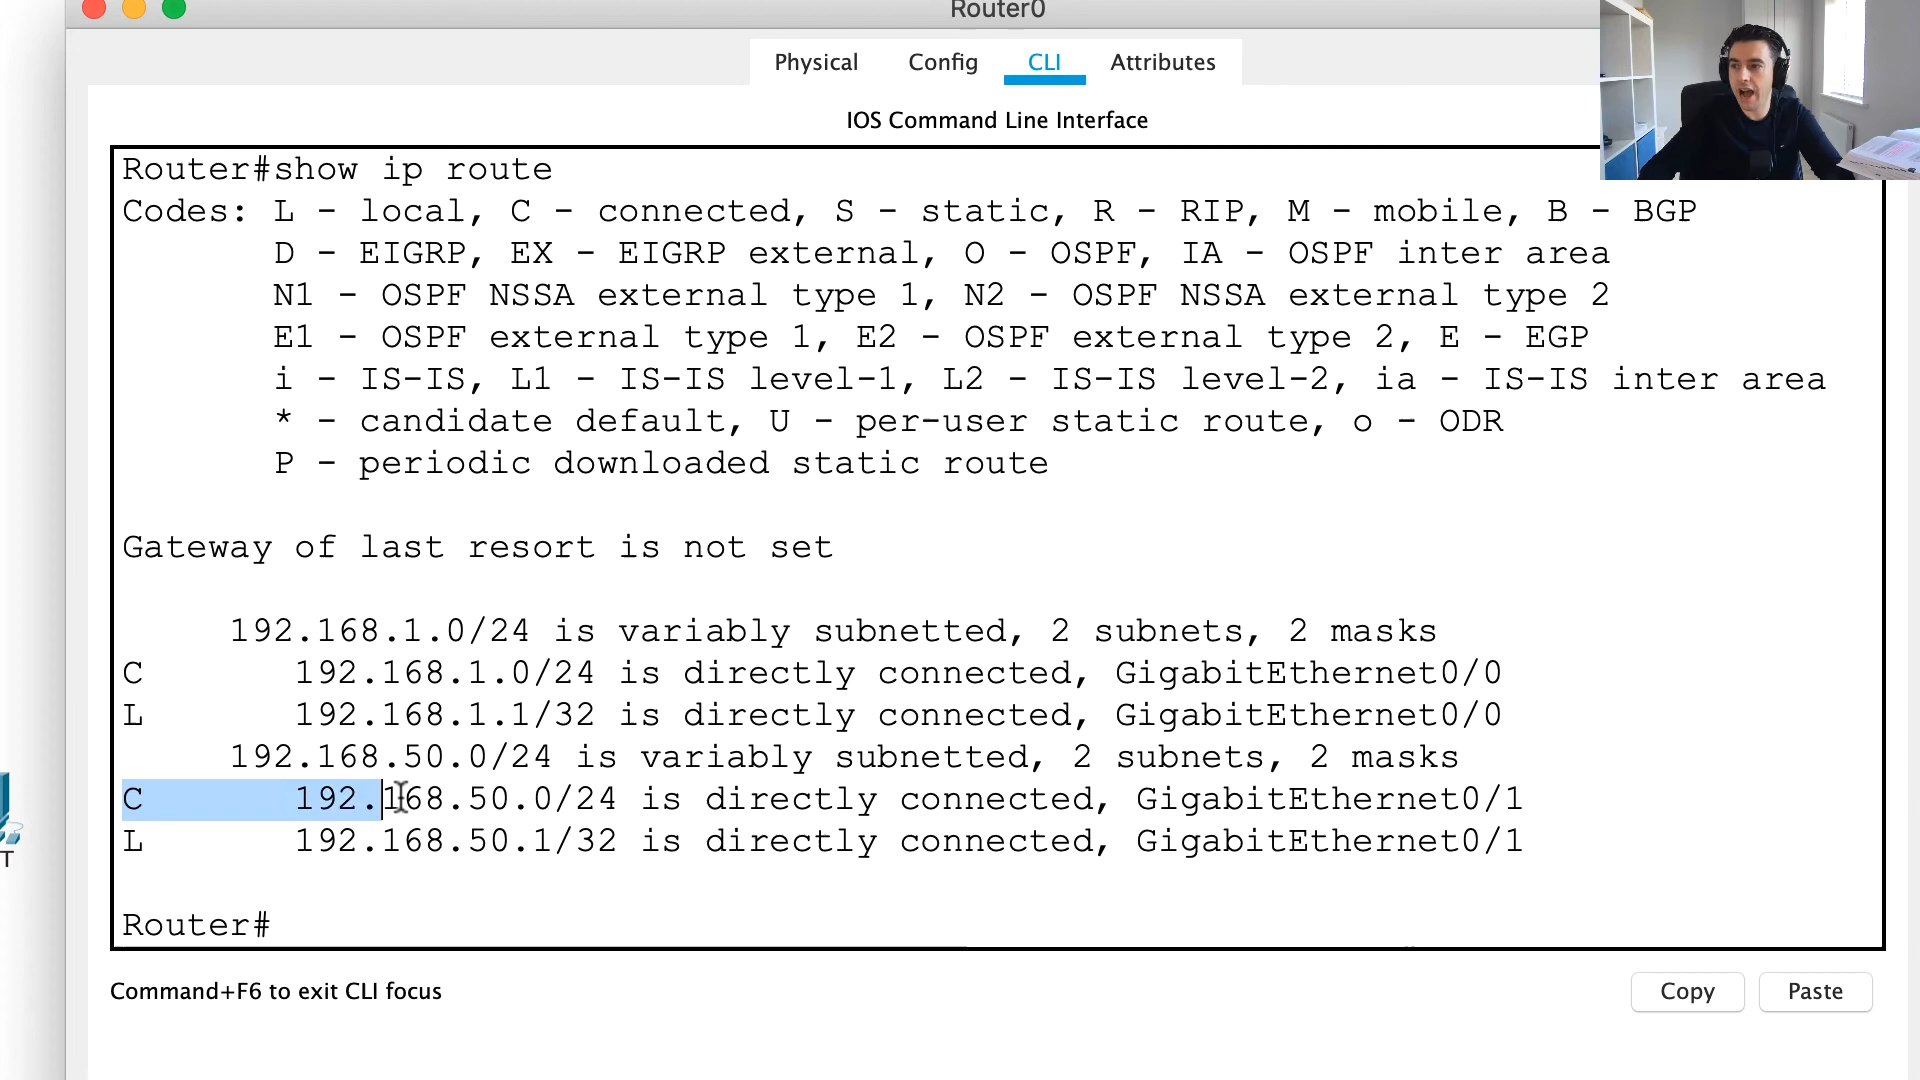 Router0
Physical Config CLI Attributes
IOS Command Line Interface
Router#show ip route
Codes: L - local, C - connected, S - static, R - RIP, M - mobile, B - BGP
D - EIGRP, EX - EIGRP external, O - OSPF, IA - OSPF inter area
N1 - OSPF NSSA external type 1, N2 - OSPF NSSA external type 2
E1 - OSPF external type 1, E2 - OSPF external type 2, E - EGP
i - IS-IS, L1 - IS-IS level-1, L2 - IS-IS level-2, ia - IS-IS inter area
* - candidate default, U - per-user static route, o - ODR
P - periodic downloaded static route
Gateway of last resort is not set
192.168.1.0/24 is variably subnetted, 2 subnets, 2 masks
C 192.168.1.0/24 is directly connected, GigabitEthernet0/0
L 192.168.1.1/32 is directly connected, GigabitEthernet0/0
192.168.50.0/24 is variably subnetted, 2 subnets, 2 masks
C 192.168.50.0/24 is directly connected, GigabitEthernet0/1
L 192.168.50.1/32 is directly connected, GigabitEthernet0/1
T
Router#
Command+F6 to exit CLI focus
Copy Paste